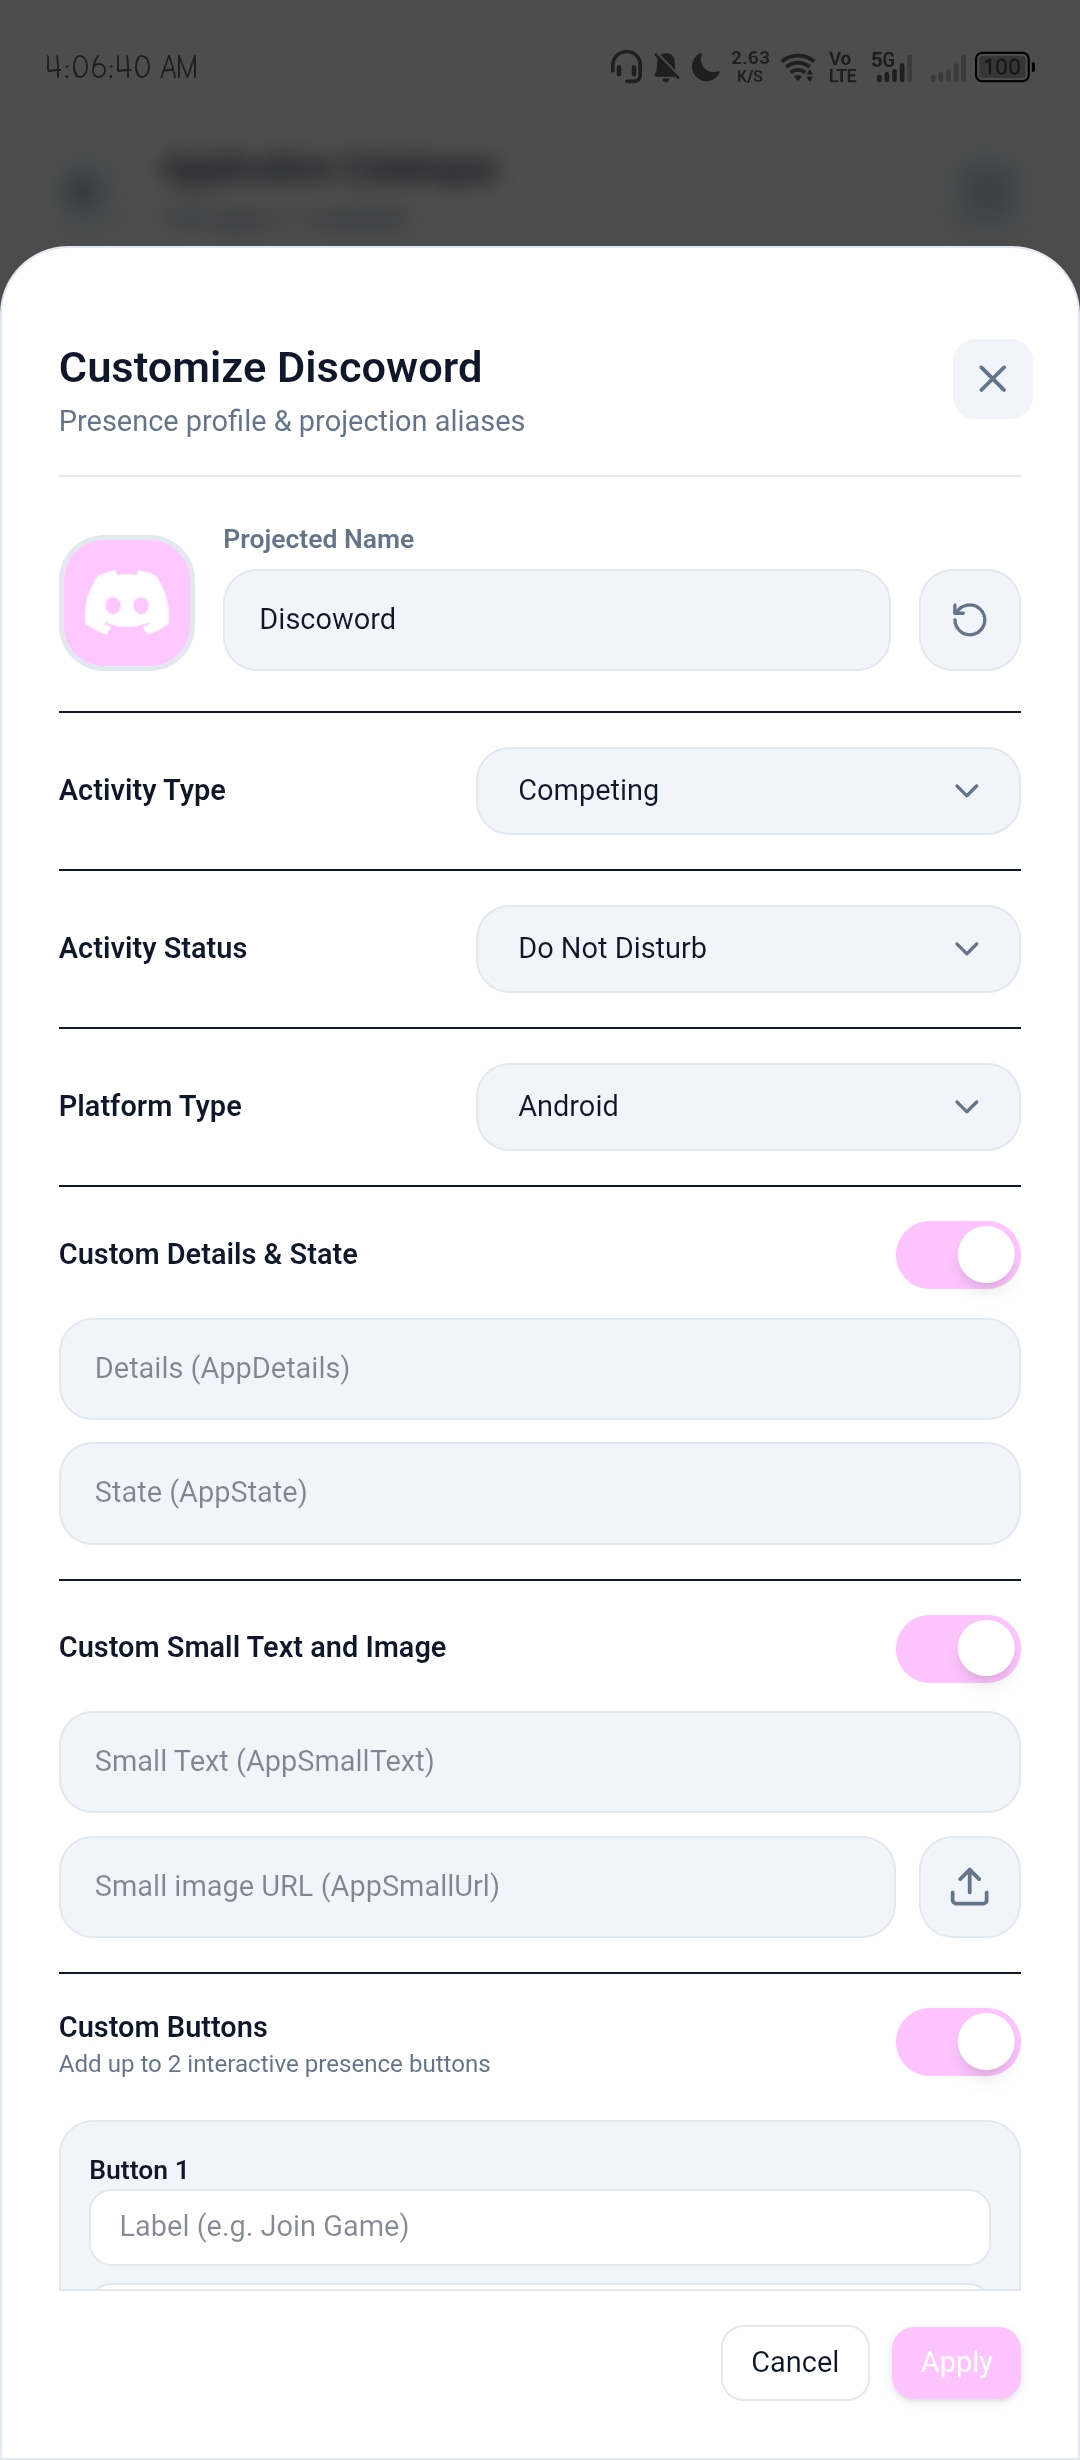 4:06:40 AM
2.63 K/S
Vo LTE
5G
100
Application Catalogue
Customize Discoword
Presence profile & projection aliases
Projected Name
Discoword
Activity Type
Competing
Activity Status
Do Not Disturb
Platform Type
Android
Custom Details & State
Details (AppDetails)
State (AppState)
Custom Small Text and Image
Small Text (AppSmallText)
Small image URL (AppSmallUrl)
Custom Buttons
Add up to 2 interactive presence buttons
Button 1
Label (e.g. Join Game)
Cancel
Apply